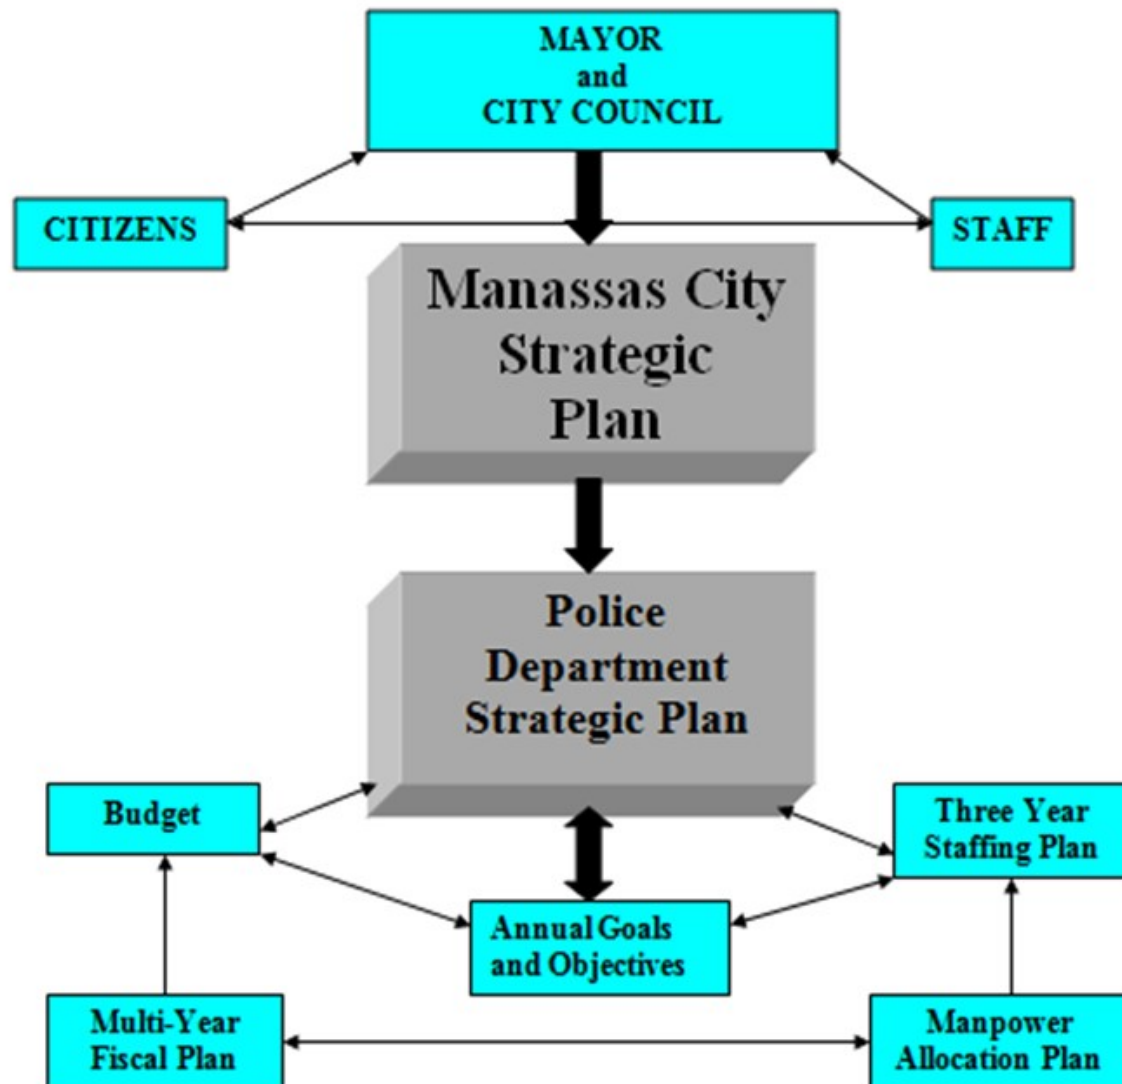 MAYOR
and
CITY COUNCIL
CITIZENS
STAFF
Manassas City
Strategic
Plan
Police
Department
Strategic Plan
Budget
Three Year
Staffing Plan
Annual Goals
and Objectives
Multi-Year
Fiscal Plan
Manpower
Allocation Plan